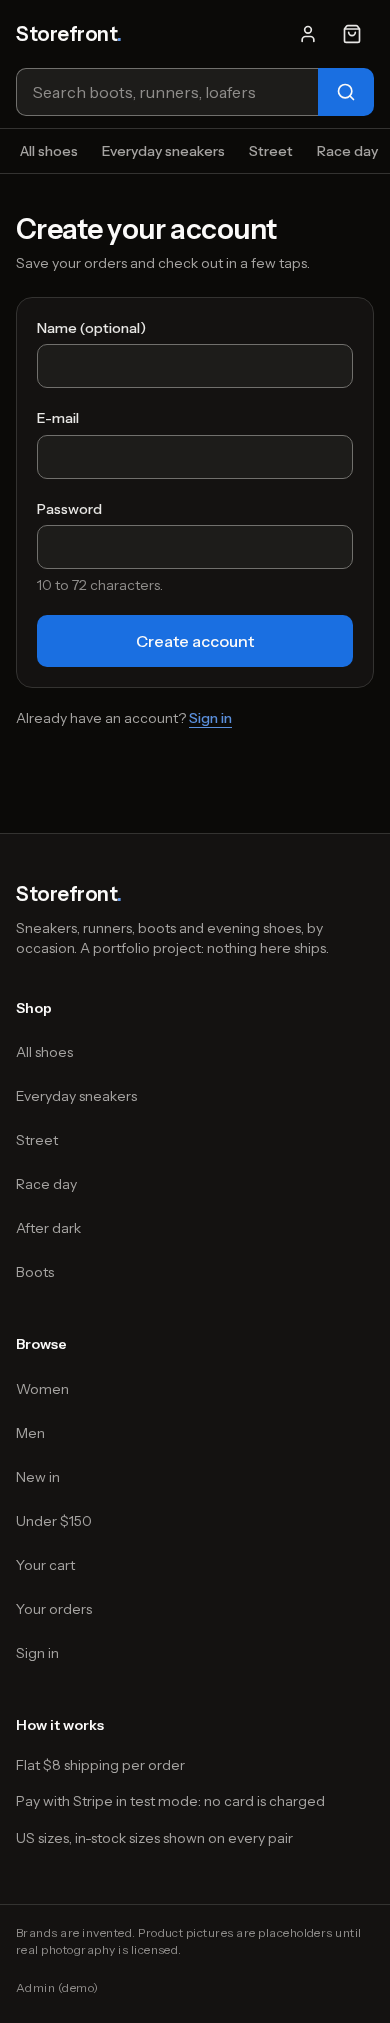 Storefront.
Search boots, runners, loafers
All shoes Everyday sneakers Street Race day
Create your account
Save your orders and check out in a few taps.
Name (optional)
E-mail
Password
10 to 72 characters.
Create account
Already have an account? Sign in
Storefront.
Sneakers, runners, boots and evening shoes, by
occasion. A portfolio project: nothing here ships.
Shop
All shoes
Everyday sneakers
Street
Race day
After dark
Boots
Browse
Women
Men
New in
Under $150
Your cart
Your orders
Sign in
How it works
Flat $8 shipping per order
Pay with Stripe in test mode: no card is charged
US sizes, in-stock sizes shown on every pair
Brands are invented. Product pictures are placeholders until
real photography is licensed.
Admin (demo)